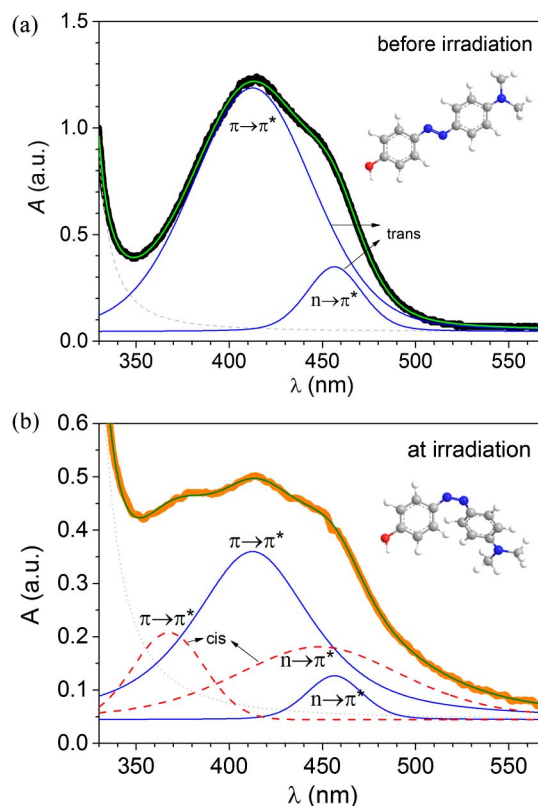 (a)
before irradiation
1.5
1.0
0.5
0.0
A (a.u.)
π→π*
trans
n→π*
350
400
450
500
550
λ (nm)
(b)
at irradiation
0.6
0.5
0.4
0.3
0.2
0.1
0.0
A (a.u.)
π→π*
π→π*
cis
n→π*
n→π*
350
400
450
500
550
λ (nm)